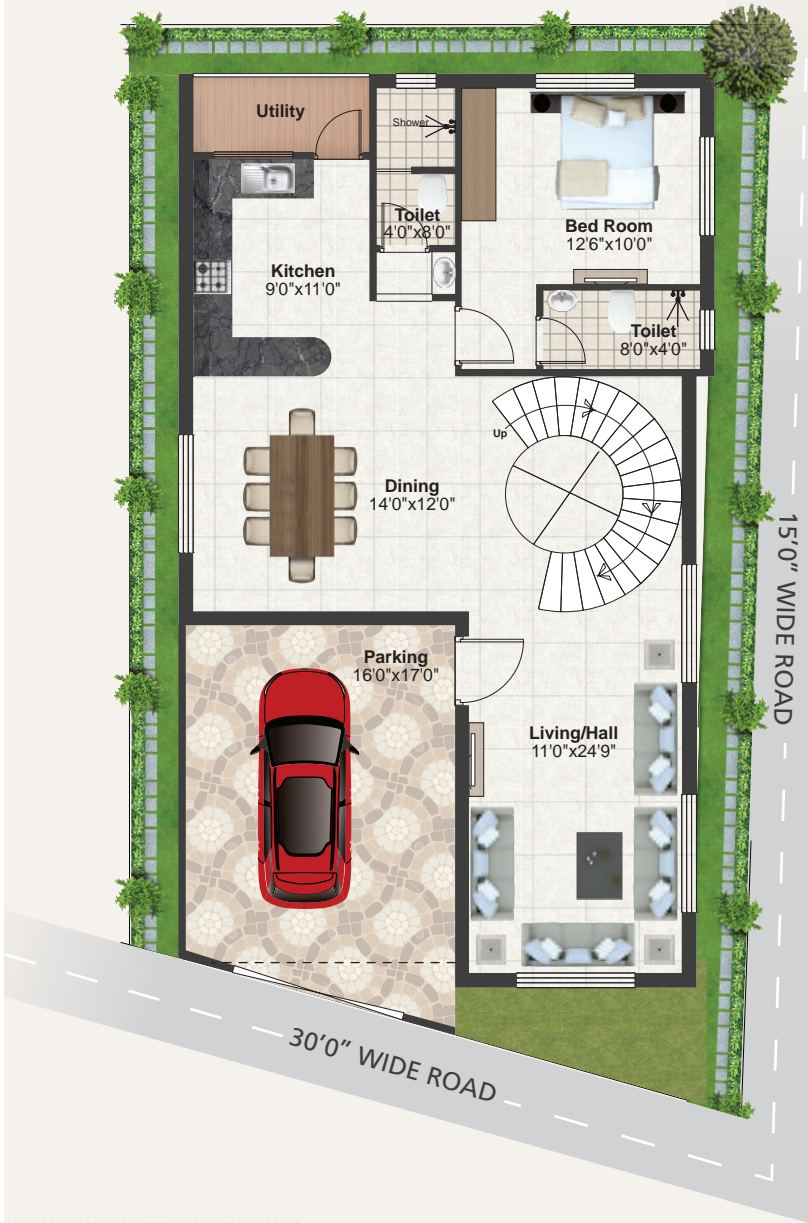 Utility
Shower
Toilet
4'0"x8'0"
Bed Room
12'6"x10'0"
Kitchen
9'0"x11'0"
Toilet
8'0"x4'0"
Up
Dining
14'0"x12'0"
15'0" WIDE ROAD
Parking
16'0"x17'0"
Living/Hall
11'0"x24'9"
30'0" WIDE ROAD